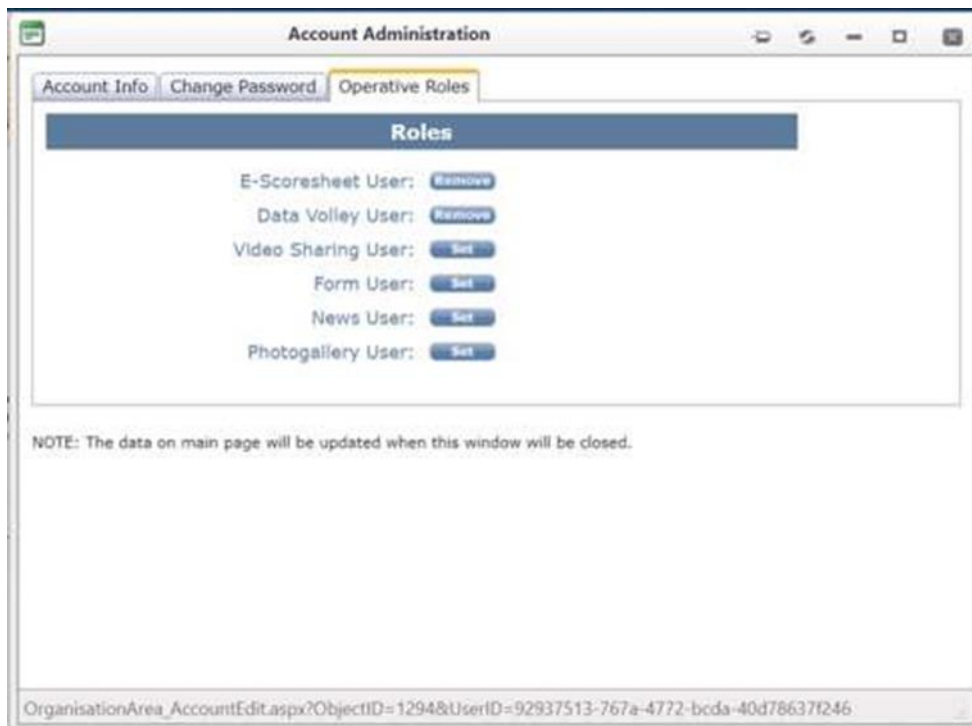 Account Administration
Account Info Change Password Operative Roles
Roles
E-Scoresheet User: Remove
Data Volley User: Remove
Video Sharing User: Set
Form User: Set
News User: Set
Photogallery User: Set
NOTE: The data on main page will be updated when this window will be closed.
OrganisationArea_AccountEdit.aspx?ObjectID=1294&UserID=92937513-767a-4772-bcda-40d78637f246